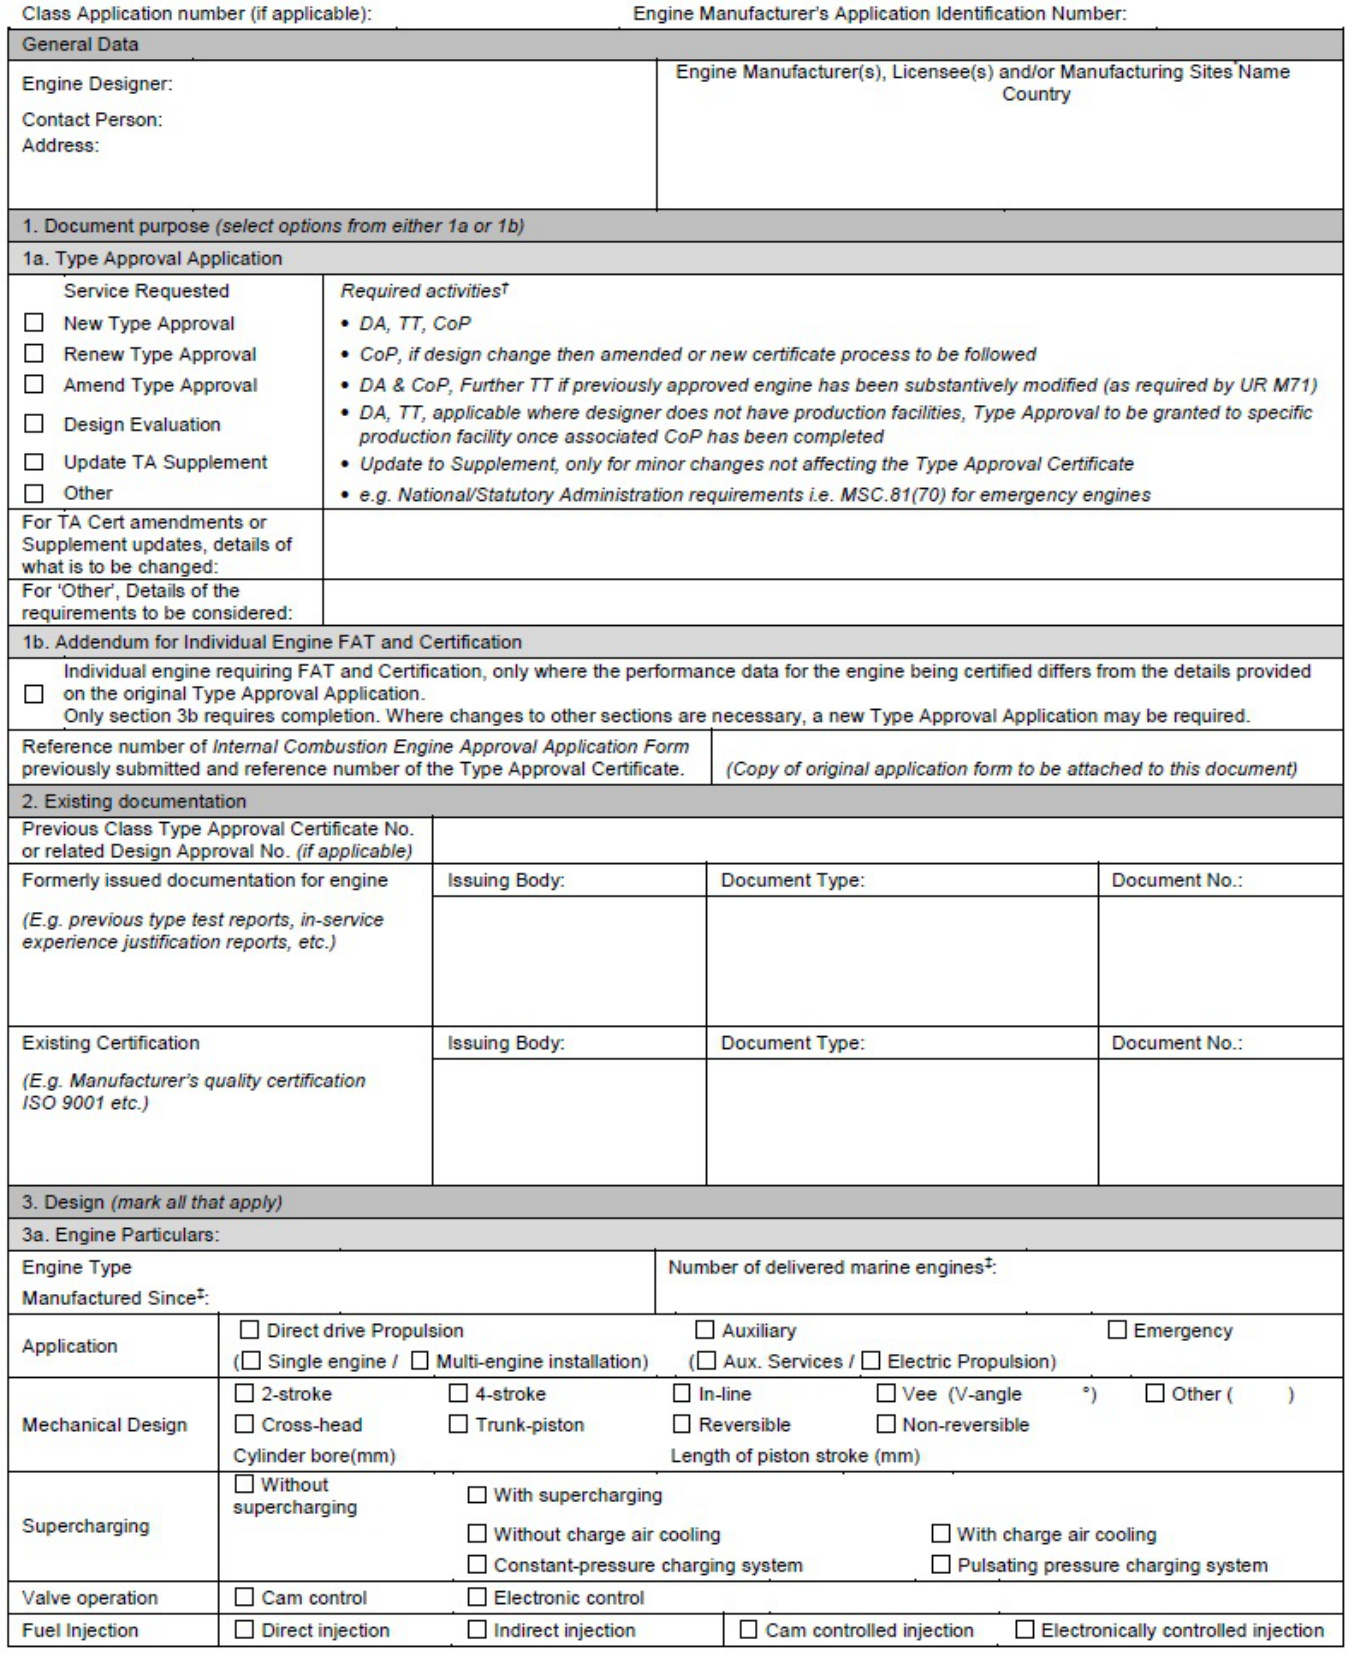 Class Application number (if applicable): Engine Manufacturer's Application Identification Number:
General Data
Engine Designer:
Contact Person:
Address:
Engine Manufacturer(s), Licensee(s) and/or Manufacturing Sites*Name
Country
1. Document purpose (select options from either 1a or 1b)
1a. Type Approval Application
Service Requested Required activities†
New Type Approval • DA, TT, CoP
Renew Type Approval • CoP, if design change then amended or new certificate process to be followed
Amend Type Approval • DA & CoP, Further TT if previously approved engine has been substantively modified (as required by UR M71)
Design Evaluation • DA, TT, applicable where designer does not have production facilities, Type Approval to be granted to specific
production facility once associated CoP has been completed
Update TA Supplement • Update to Supplement, only for minor changes not affecting the Type Approval Certificate
Other • e.g. National/Statutory Administration requirements i.e. MSC.81(70) for emergency engines
For TA Cert amendments or
Supplement updates, details of
what is to be changed:
For 'Other', Details of the
requirements to be considered:
1b. Addendum for Individual Engine FAT and Certification
Individual engine requiring FAT and Certification, only where the performance data for the engine being certified differs from the details provided
on the original Type Approval Application.
Only section 3b requires completion. Where changes to other sections are necessary, a new Type Approval Application may be required.
Reference number of Internal Combustion Engine Approval Application Form
previously submitted and reference number of the Type Approval Certificate. (Copy of original application form to be attached to this document)
2. Existing documentation
Previous Class Type Approval Certificate No.
or related Design Approval No. (if applicable)
Formerly issued documentation for engine Issuing Body: Document Type: Document No.:
(E.g. previous type test reports, in-service
experience justification reports, etc.)
Existing Certification Issuing Body: Document Type: Document No.:
(E.g. Manufacturer's quality certification
ISO 9001 etc.)
3. Design (mark all that apply)
3a. Engine Particulars:
Engine Type Number of delivered marine engines‡:
Manufactured Since‡:
Application Direct drive Propulsion Auxiliary Emergency
(Single engine / Multi-engine installation) (Aux. Services / Electric Propulsion)
Mechanical Design 2-stroke 4-stroke In-line Vee (V-angle °) Other ( )
Cross-head Trunk-piston Reversible Non-reversible
Cylinder bore(mm) Length of piston stroke (mm)
Supercharging Without
supercharging With supercharging
Without charge air cooling With charge air cooling
Constant-pressure charging system Pulsating pressure charging system
Valve operation Cam control Electronic control
Fuel Injection Direct injection Indirect injection Cam controlled injection Electronically controlled injection